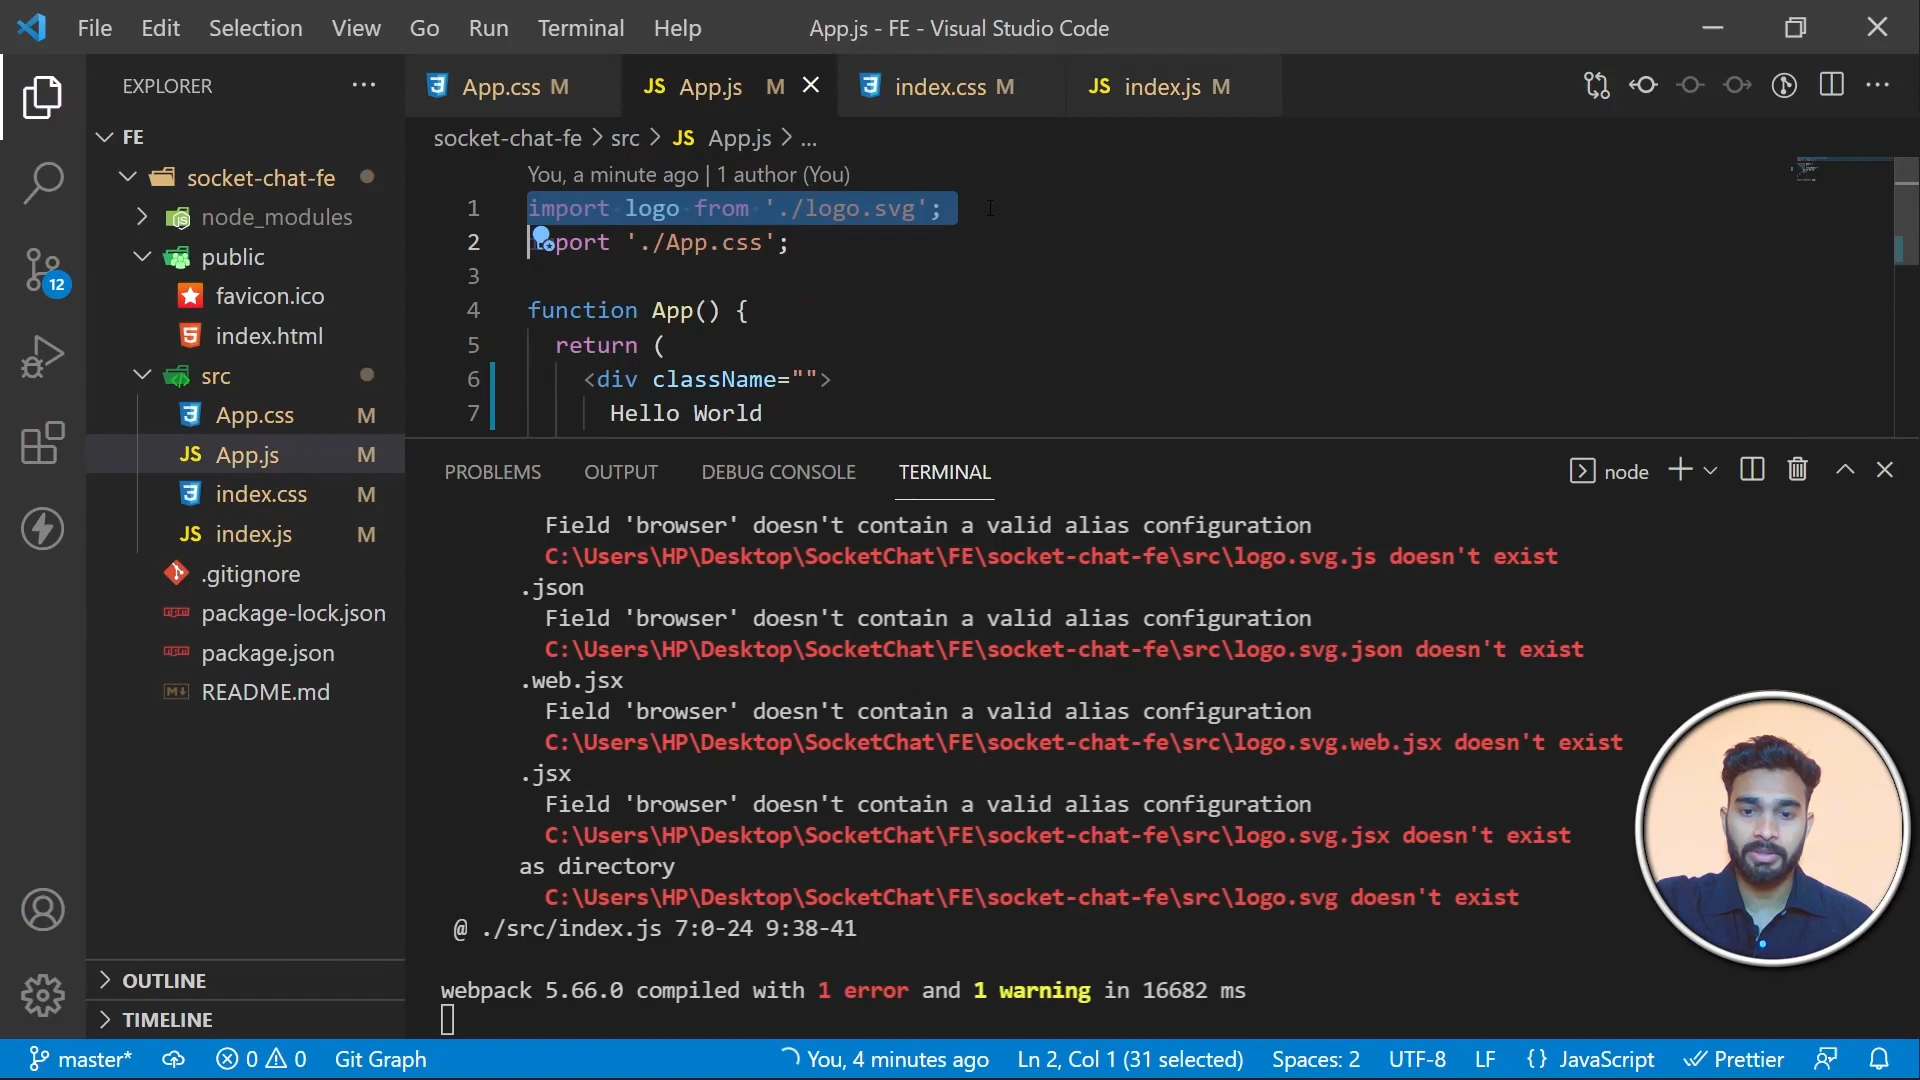 File Edit Selection View Go Run Terminal Help
App.js - FE - Visual Studio Code
EXPLORER
FE
socket-chat-fe
node_modules
public
favicon.ico
index.html
src
App.css M
App.js M
index.css M
index.js M
.gitignore
package-lock.json
package.json
README.md
OUTLINE
TIMELINE
12
App.css M
JS App.js M
index.css M
JS index.js M
socket-chat-fe > src > JS App.js > ...
You, a minute ago | 1 author (You)
1 import logo from './logo.svg';
2 import './App.css';
3
4 function App() {
5 return (
6 <div className="">
7 Hello World
PROBLEMS OUTPUT DEBUG CONSOLE TERMINAL
node
Field 'browser' doesn't contain a valid alias configuration
C:\Users\HP\Desktop\SocketChat\FE\socket-chat-fe\src\logo.svg.js doesn't exist
.json
Field 'browser' doesn't contain a valid alias configuration
C:\Users\HP\Desktop\SocketChat\FE\socket-chat-fe\src\logo.svg.json doesn't exist
.web.jsx
Field 'browser' doesn't contain a valid alias configuration
C:\Users\HP\Desktop\SocketChat\FE\socket-chat-fe\src\logo.svg.web.jsx doesn't exist
.jsx
Field 'browser' doesn't contain a valid alias configuration
C:\Users\HP\Desktop\SocketChat\FE\socket-chat-fe\src\logo.svg.jsx doesn't exist
as directory
C:\Users\HP\Desktop\SocketChat\FE\socket-chat-fe\src\logo.svg doesn't exist
@ ./src/index.js 7:0-24 9:38-41
webpack 5.66.0 compiled with 1 error and 1 warning in 16682 ms
master* 0 0 Git Graph You, 4 minutes ago Ln 2, Col 1 (31 selected) Spaces: 2 UTF-8 LF {} JavaScript Prettier